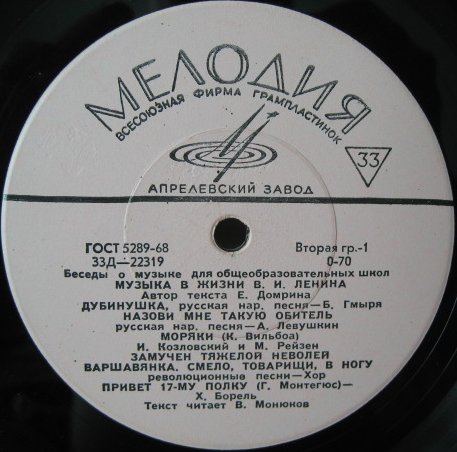 МЕЛОДИЯ
ВСЕСОЮЗНАЯ ФИРМА ГРАМПЛАСТИНОК
33
АПРЕЛЕВСКИЙ ЗАВОД
ГОСТ 5289-68 Вторая гр.-1
33Д—22319 0-70
Беседы о музыке для общеобразовательных школ
МУЗЫКА В ЖИЗНИ В. И. ЛЕНИНА
Автор текста Е. Домрина
ДУБИНУШКА, русская нар. песня—Б. Гмыря
НАЗОВИ МНЕ ТАКУЮ ОБИТЕЛЬ
русская нар. песня—А. Левушкин
МОРЯКИ (К. Вильбоа)
И. Козловский и М. Рейзен
ЗАМУЧЕН ТЯЖЕЛОЙ НЕВОЛЕЙ
ВАРШАВЯНКА, СМЕЛО, ТОВАРИЩИ, В НОГУ
революционные песни—Хор
ПРИВЕТ 17-МУ ПОЛКУ (Г. Монтегюс)—
Х. Борель
Текст читает В. Монюков